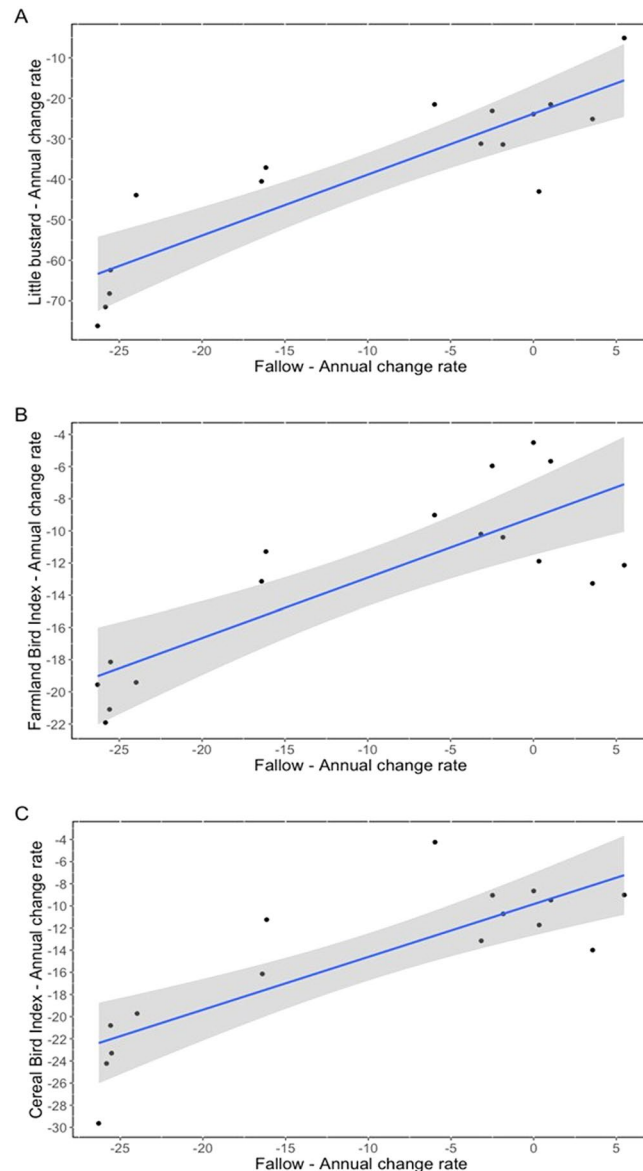 A
Little bustard - Annual change rate
-10
-20
-30
-40
-50
-60
-70
-25 -20 -15 -10 -5 0 5
Fallow - Annual change rate
B
Farmland Bird Index - Annual change rate
-4
-6
-8
-10
-12
-14
-16
-18
-20
-22
-25 -20 -15 -10 -5 0 5
Fallow - Annual change rate
C
Cereal Bird Index - Annual change rate
-4
-6
-8
-10
-12
-14
-16
-18
-20
-22
-24
-26
-28
-30
-25 -20 -15 -10 -5 0 5
Fallow - Annual change rate